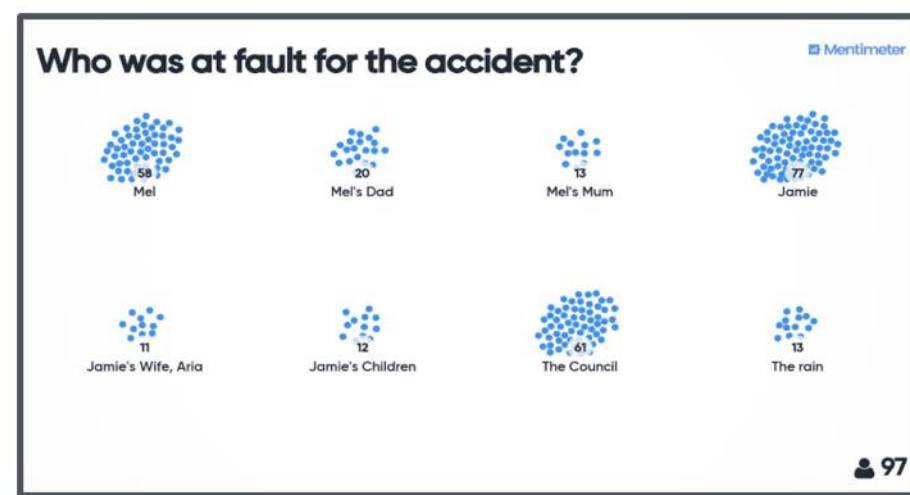 Who was at fault for the accident?
Mentimeter
58
Mel
20
Mel's Dad
13
Mel's Mum
77
Jamie
11
Jamie's Wife, Aria
12
Jamie's Children
61
The Council
13
The rain
97